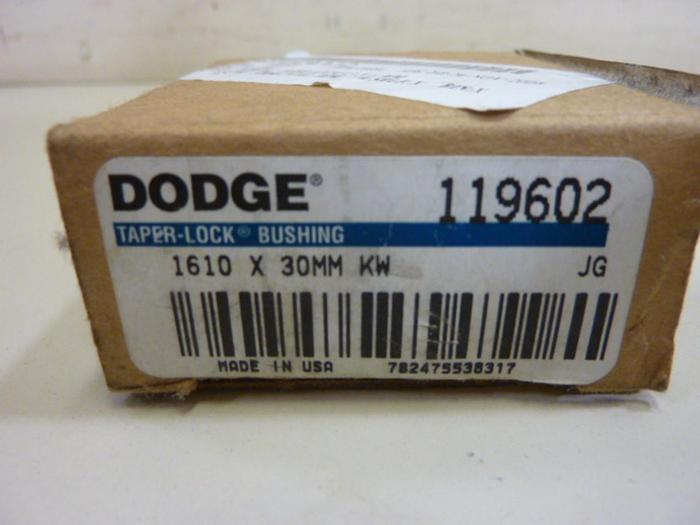 DODGE® 119602
TAPER-LOCK® BUSHING
1610 X 30MM KW JG
MADE IN USA 782475538317